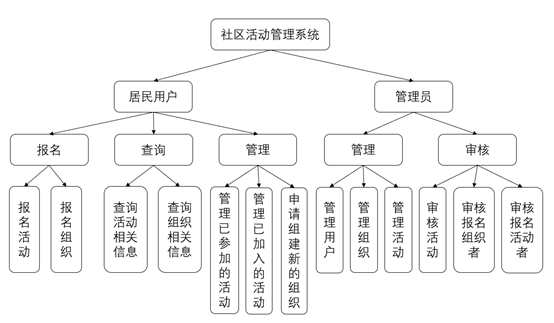 社区活动管理系统
居民用户
管理员
报名
查询
管理
管理
审核
报名活动
报名组织
查询
活动
相关
信息
查询
组织
相关
信息
管理已参加的活动
管理已加入的活动
申请组建新的组织
管理用户
管理组织
管理活动
审核活动
审核
报名
组织
者
审核
报名
活动
者